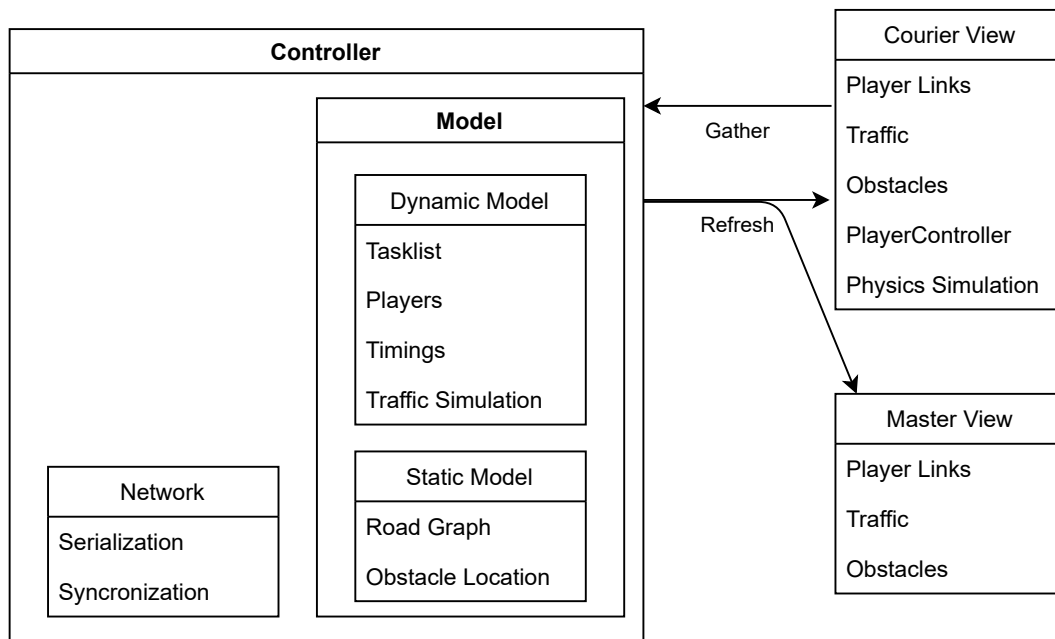 Controller
Model
Dynamic Model
Tasklist
Players
Timings
Traffic Simulation
Static Model
Road Graph
Obstacle Location
Network
Serialization
Syncronization
Gather
Refresh
Courier View
Player Links
Traffic
Obstacles
PlayerController
Physics Simulation
Master View
Player Links
Traffic
Obstacles